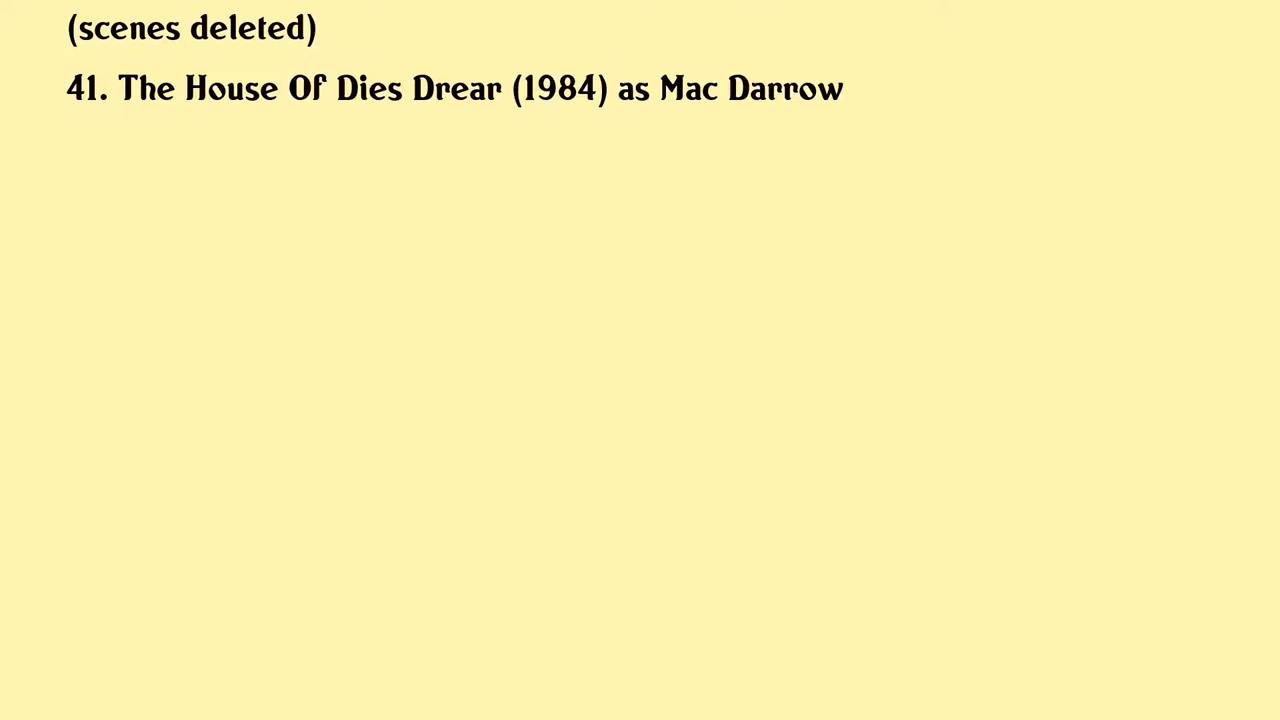 (scenes deleted)
41. The House Of Dies Drear (1984) as Mac Darrow